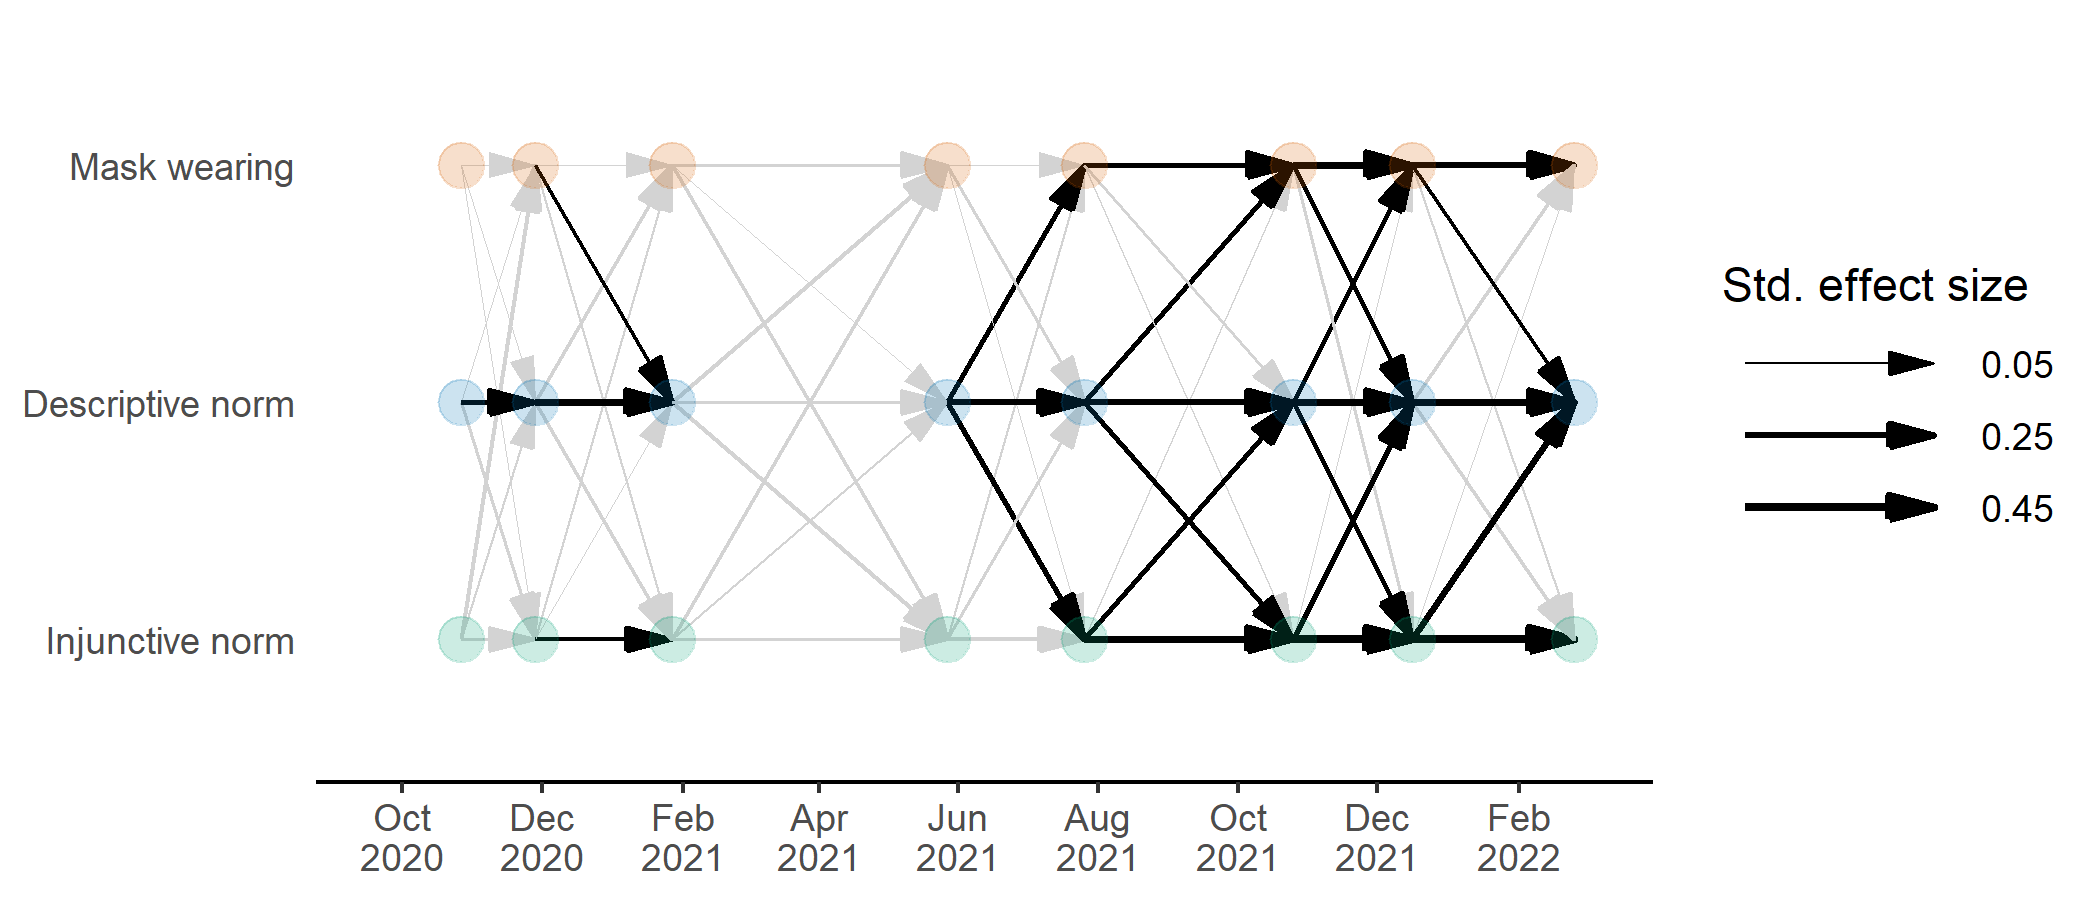 Mask wearing
Descriptive norm
Injunctive norm
Std. effect size
0.05
0.25
0.45
Oct Dec Feb Apr Jun Aug Oct Dec Feb
2020 2020 2021 2021 2021 2021 2021 2021 2022